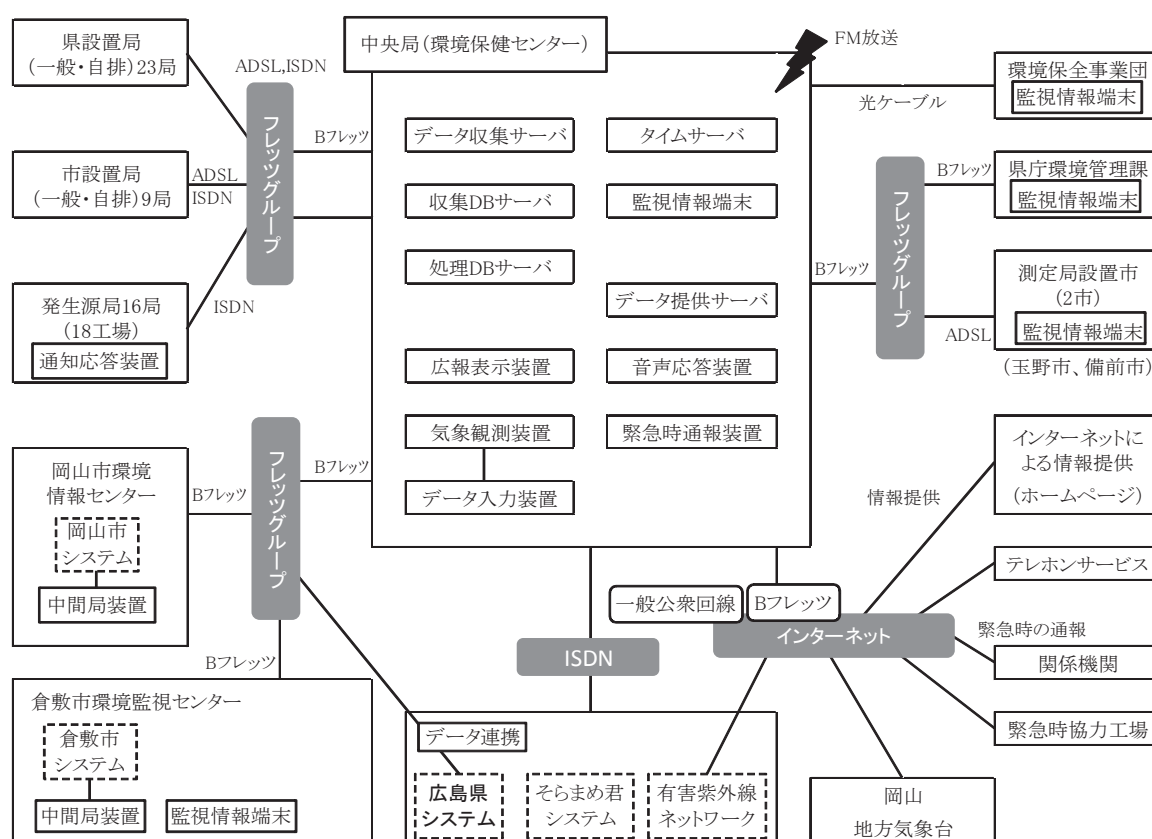 県設置局
(一般・自排)23局
ADSL,ISDN
中央局(環境保健センター)
FM放送
環境保全事業団
監視情報端末
光ケーブル
フレッツグループ
Bフレッツ
データ収集サーバ
タイムサーバ
市設置局
(一般・自排)9局
ADSL
ISDN
収集DBサーバ
監視情報端末
フレッツグループ
Bフレッツ
県庁環境管理課
監視情報端末
処理DBサーバ
Bフレッツ
データ提供サーバ
発生源局16局
(18工場)
通知応答装置
ISDN
測定局設置市
(2市)
監視情報端末
ADSL
(玉野市、備前市)
広報表示装置
音声応答装置
気象観測装置
緊急時通報装置
データ入力装置
岡山市環境
情報センター
岡山市
システム
中間局装置
Bフレッツ
フレッツグループ
Bフレッツ
インターネットに
よる情報提供
(ホームページ)
情報提供
テレホンサービス
一般公衆回線
Bフレッツ
インターネット
緊急時の通報
関係機関
ISDN
Bフレッツ
緊急時協力工場
倉敷市環境監視センター
倉敷市
システム
中間局装置
監視情報端末
データ連携
広島県
システム
そらまめ君
システム
有害紫外線
ネットワーク
岡山
地方気象台